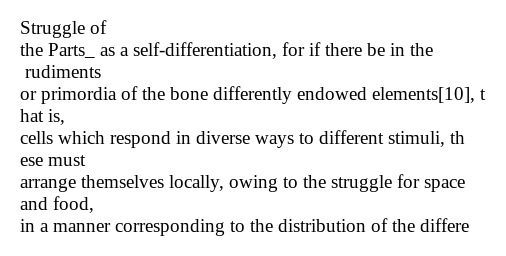 Struggle of
the Parts_ as a self-differentiation, for if there be in the
rudiments
or primordia of the bone differently endowed elements[10], t
hat is,
cells which respond in diverse ways to different stimuli, th
ese must
arrange themselves locally, owing to the struggle for space
and food,
in a manner corresponding to the distribution of the differe